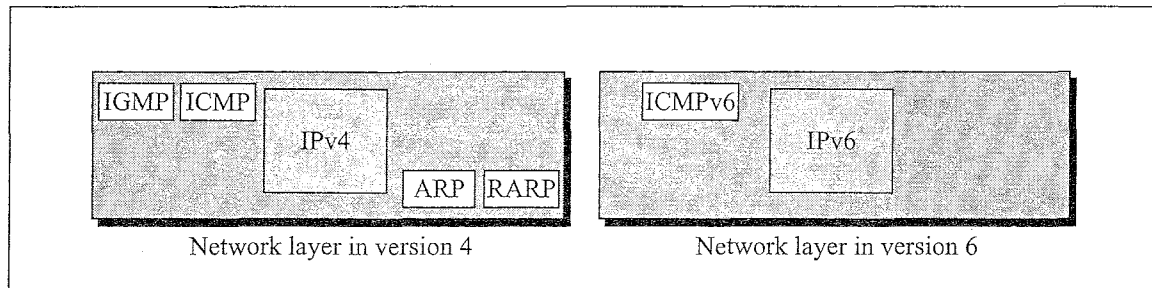 IGMP ICMP
IPv4
ARP RARP
Network layer in version 4
ICMPv6
IPv6
Network layer in version 6